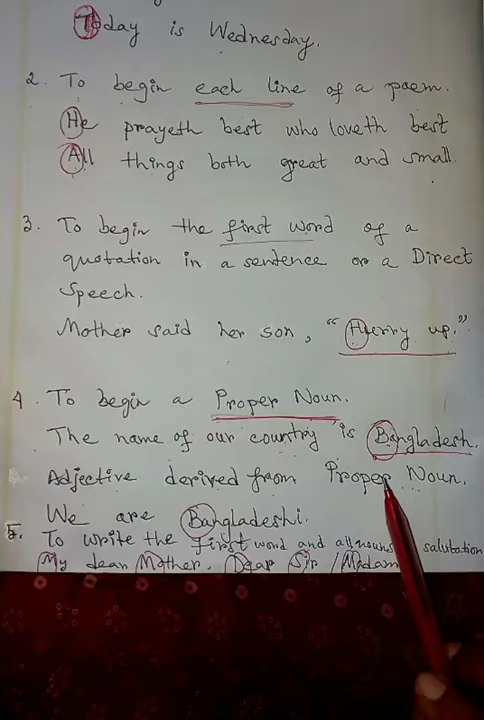 Today is Wednesday.
2. To begin each line of a poem.
He prayeth best who loveth best
All things both great and small.
3. To begin the first word of a
quotation in a sentence or a Direct
Speech.
Mother said her son, "Hurry up."
4. To begin a Proper Noun.
The name of our country is Bangladesh.
Adjective derived from Proper Noun.
We are Bangladeshi.
5. To write the first word and all nouns salutation
My dear Mother. Dear Sir / Madam